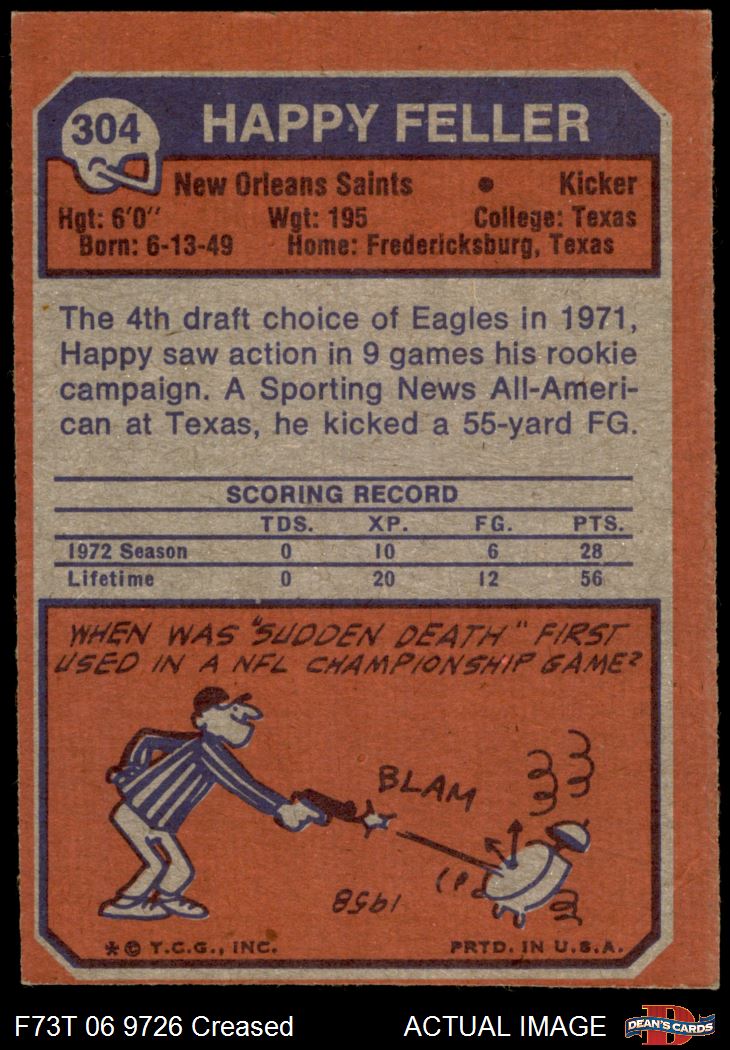 304
HAPPY FELLER
New Orleans Saints • Kicker
Hgt: 6'0" Wgt: 195 College: Texas
Born: 6-13-49 Home: Fredericksburg, Texas
The 4th draft choice of Eagles in 1971,
Happy saw action in 9 games his rookie
campaign. A Sporting News All-Ameri-
can at Texas, he kicked a 55-yard FG.
SCORING RECORD
TDS. XP. FG. PTS.
1972 Season 0 10 6 28
Lifetime 0 20 12 56
WHEN WAS "SUDDEN DEATH" FIRST
USED IN A NFL CHAMPIONSHIP GAME?
BLAM
1958
* © T.C.G., INC. PRTD. IN U.S.A.
F73T 06 9726 Creased ACTUAL IMAGE
D
DEAN'S CARDS